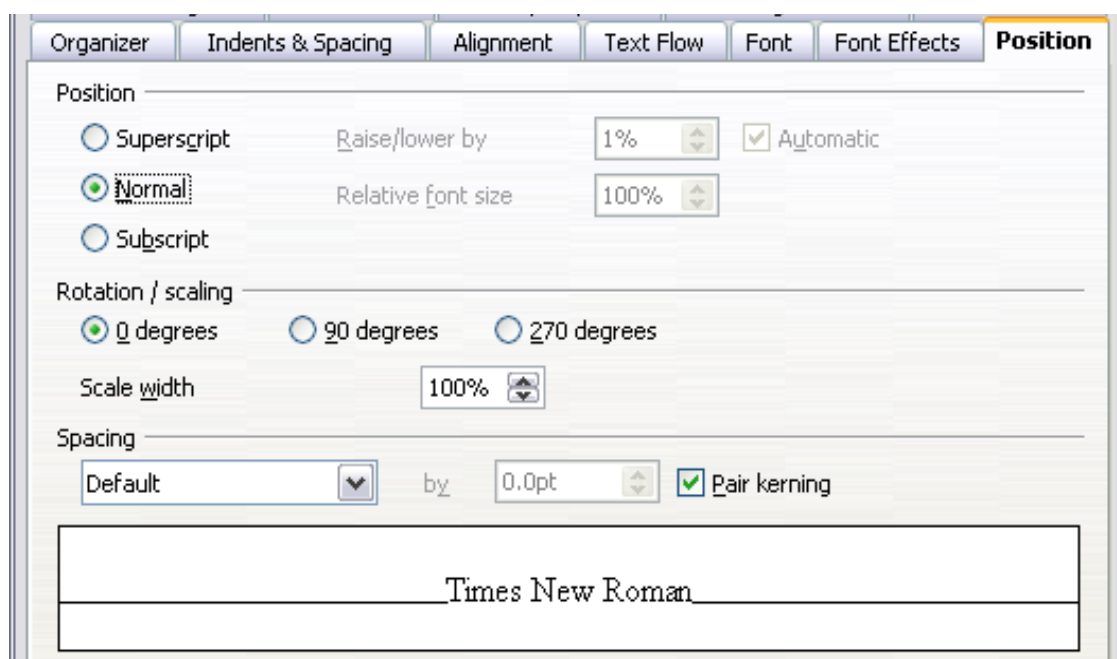 Organizer Indents & Spacing Alignment Text Flow Font Font Effects Position
Position
Superscript Raise/lower by 1% Automatic
Normal Relative font size 100%
Subscript
Rotation / scaling
0 degrees 90 degrees 270 degrees
Scale width 100%
Spacing
Default by 0.0pt Pair kerning
Times New Roman